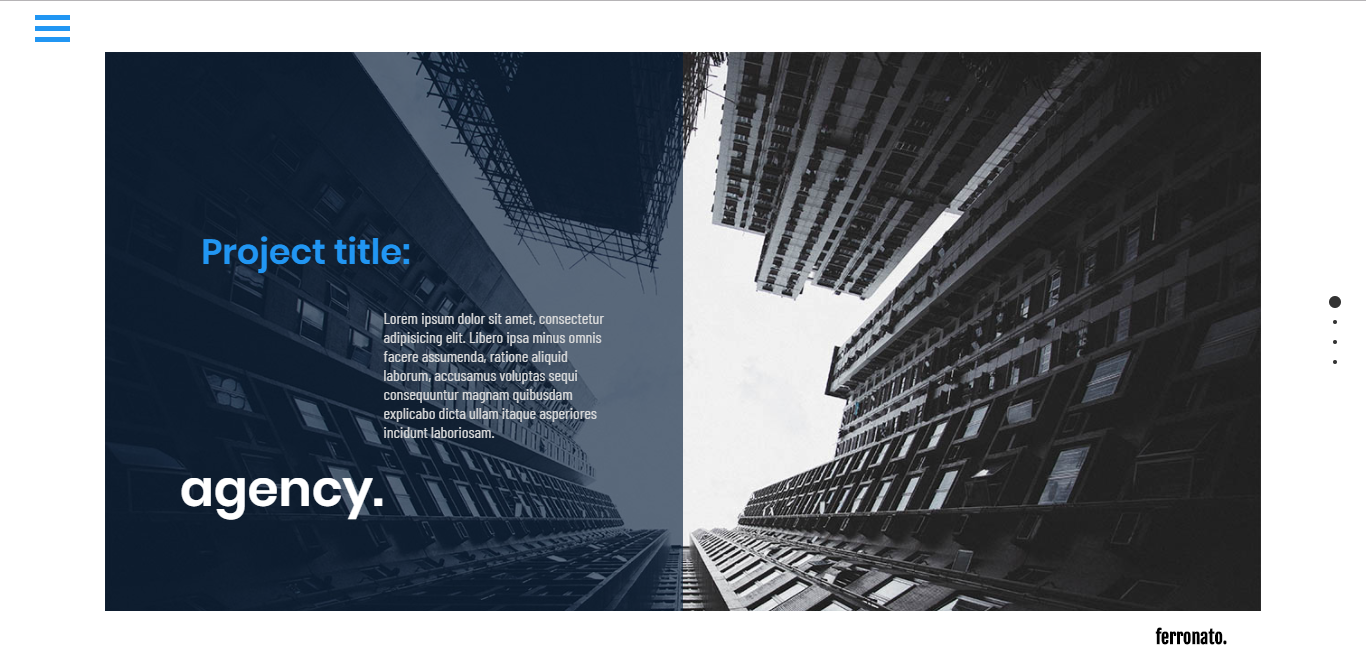 Project title:
Lorem ipsum dolor sit amet, consectetur
adipisicing elit. Libero ipsa minus omnis
facere assumenda, ratione aliquid
laborum, accusamus voluptas sequi
consequuntur magnam quibusdam
explicabo dicta ullam itaque asperiores
incidunt laboriosam.
agency.
ferronato.